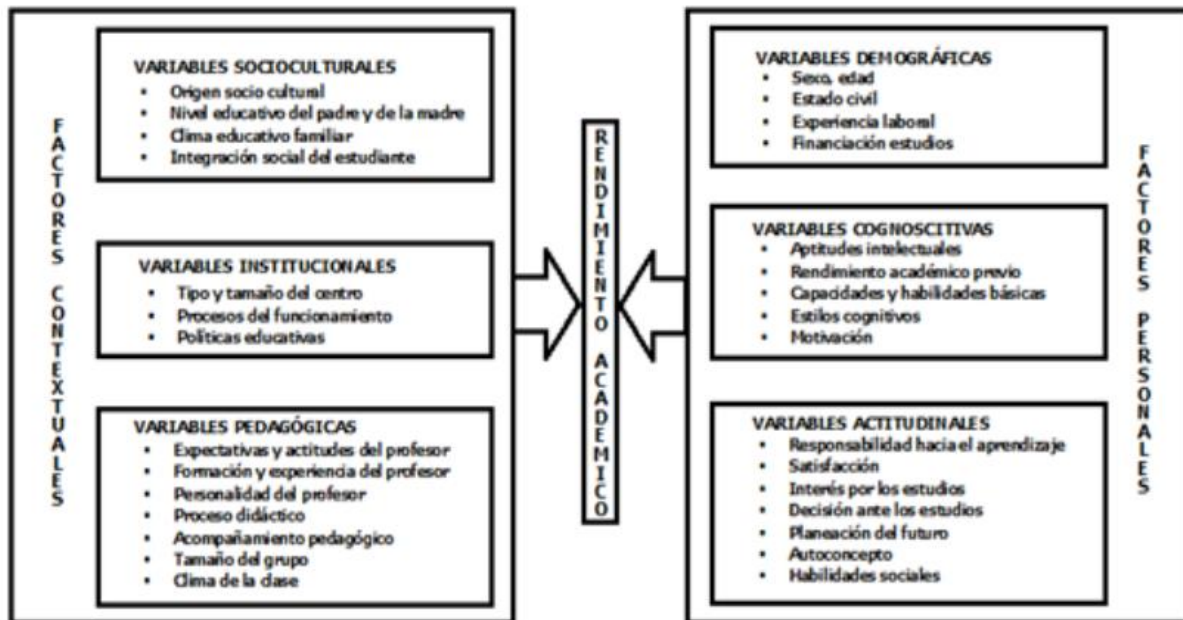 FACTORES CONTEXTUALES
VARIABLES SOCIOCULTURALES
• Origen socio cultural
• Nivel educativo del padre y de la madre
• Clima educativo familiar
• Integración social del estudiante
VARIABLES INSTITUCIONALES
• Tipo y tamaño del centro
• Procesos del funcionamiento
• Políticas educativas
VARIABLES PEDAGÓGICAS
• Expectativas y actitudes del profesor
• Formación y experiencia del profesor
• Personalidad del profesor
• Proceso didáctico
• Acompañamiento pedagógico
• Tamaño del grupo
• Clima de la clase
RENDIMIENTO ACADEMICO
VARIABLES DEMOGRÁFICAS
• Sexo, edad
• Estado civil
• Experiencia laboral
• Financiación estudios
VARIABLES COGNOSCITIVAS
• Aptitudes intelectuales
• Rendimiento académico previo
• Capacidades y habilidades básicas
• Estilos cognitivos
• Motivación
VARIABLES ACTITUDINALES
• Responsabilidad hacia el aprendizaje
• Satisfacción
• Interés por los estudios
• Decisión ante los estudios
• Planeación del futuro
• Autoconcepto
• Habilidades sociales
FACTORES PERSONALES